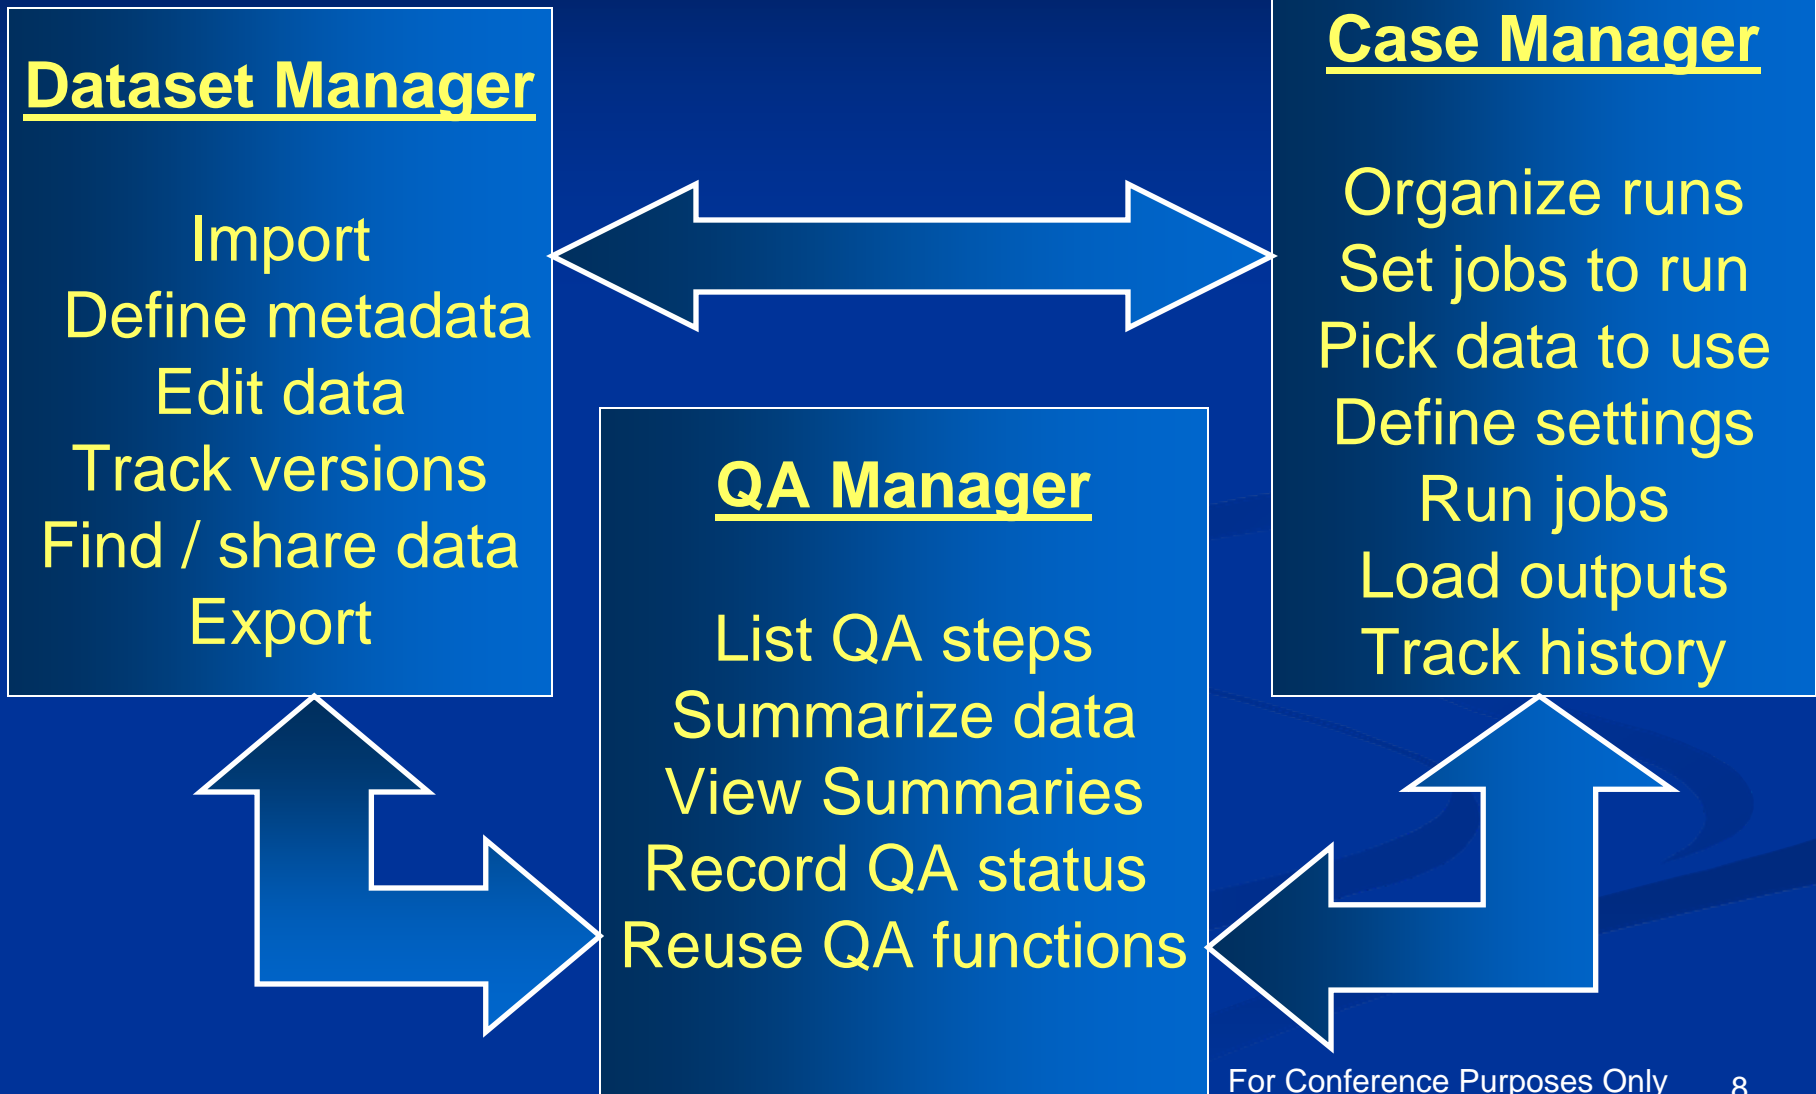 Dataset Manager
Import
Define metadata
Edit data
Track versions
Find / share data
Export
Case Manager
Organize runs
Set jobs to run
Pick data to use
Define settings
Run jobs
Load outputs
Track history
QA Manager
List QA steps
Summarize data
View Summaries
Record QA status
Reuse QA functions
For Conference Purposes Only
8